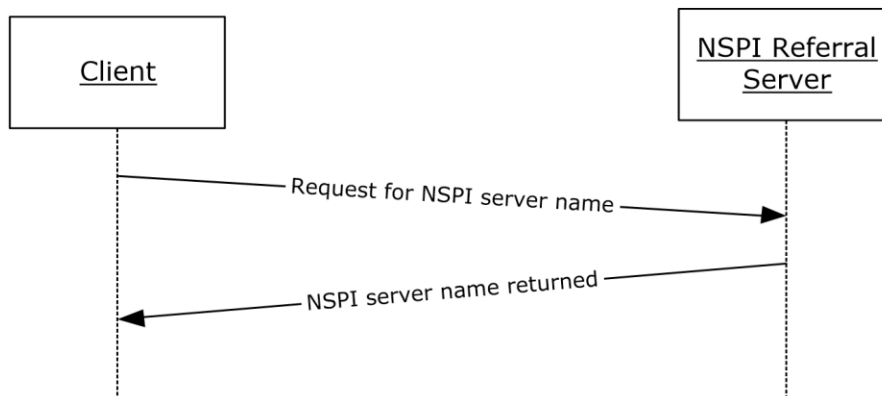 Client
NSPI Referral
Server
Request for NSPI server name
NSPI server name returned